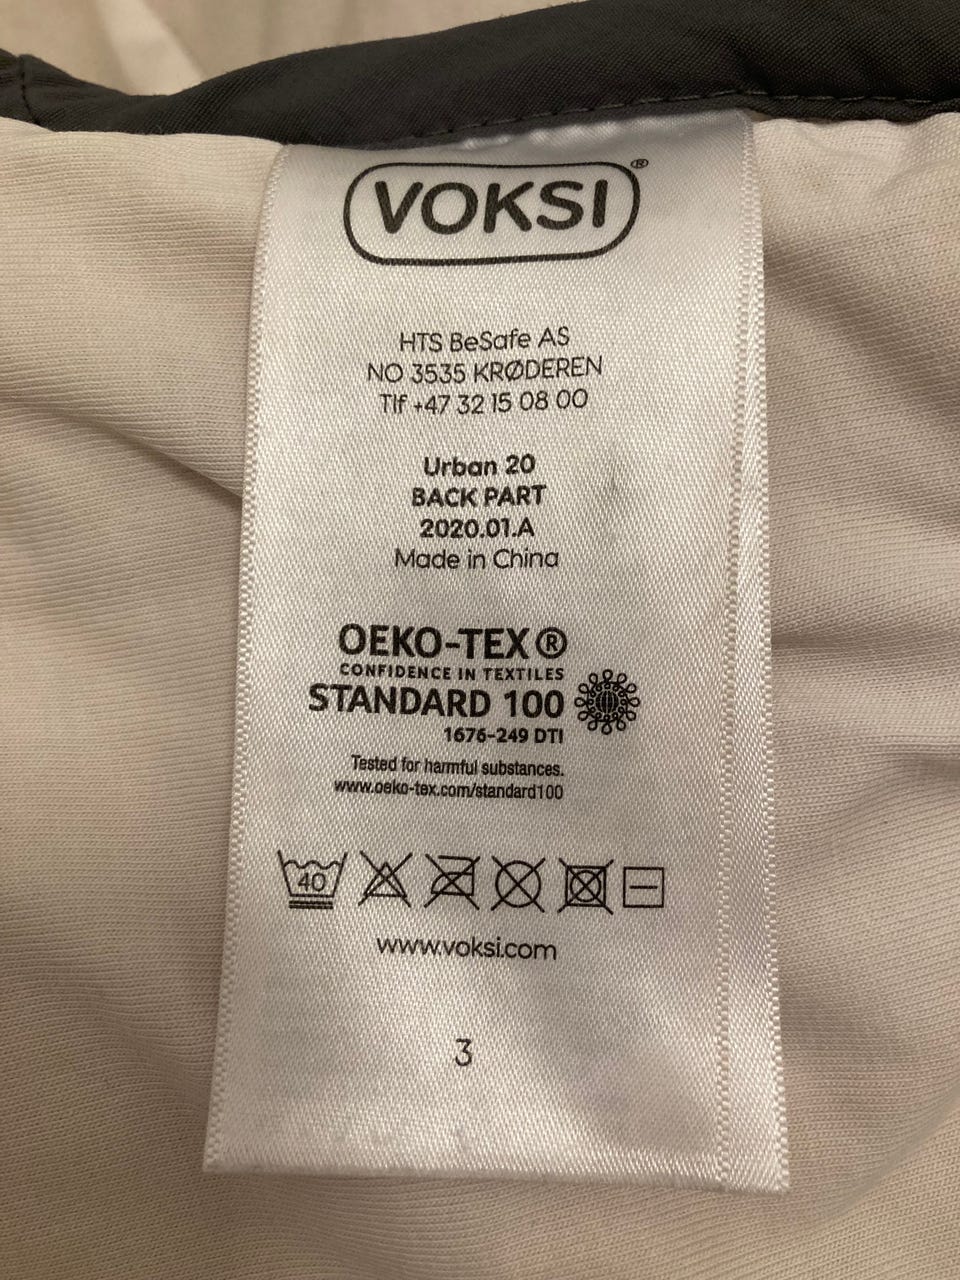 VOKSI®
HTS BeSafe AS
NO 3535 KRØDEREN
Tlf +47 32 15 08 00
Urban 20
BACK PART
2020.01.A
Made in China
OEKO-TEX®
CONFIDENCE IN TEXTILES
STANDARD 100
1676-249 DTI
Tested for harmful substances.
www.oeko-tex.com/standard100
40
www.voksi.com
3